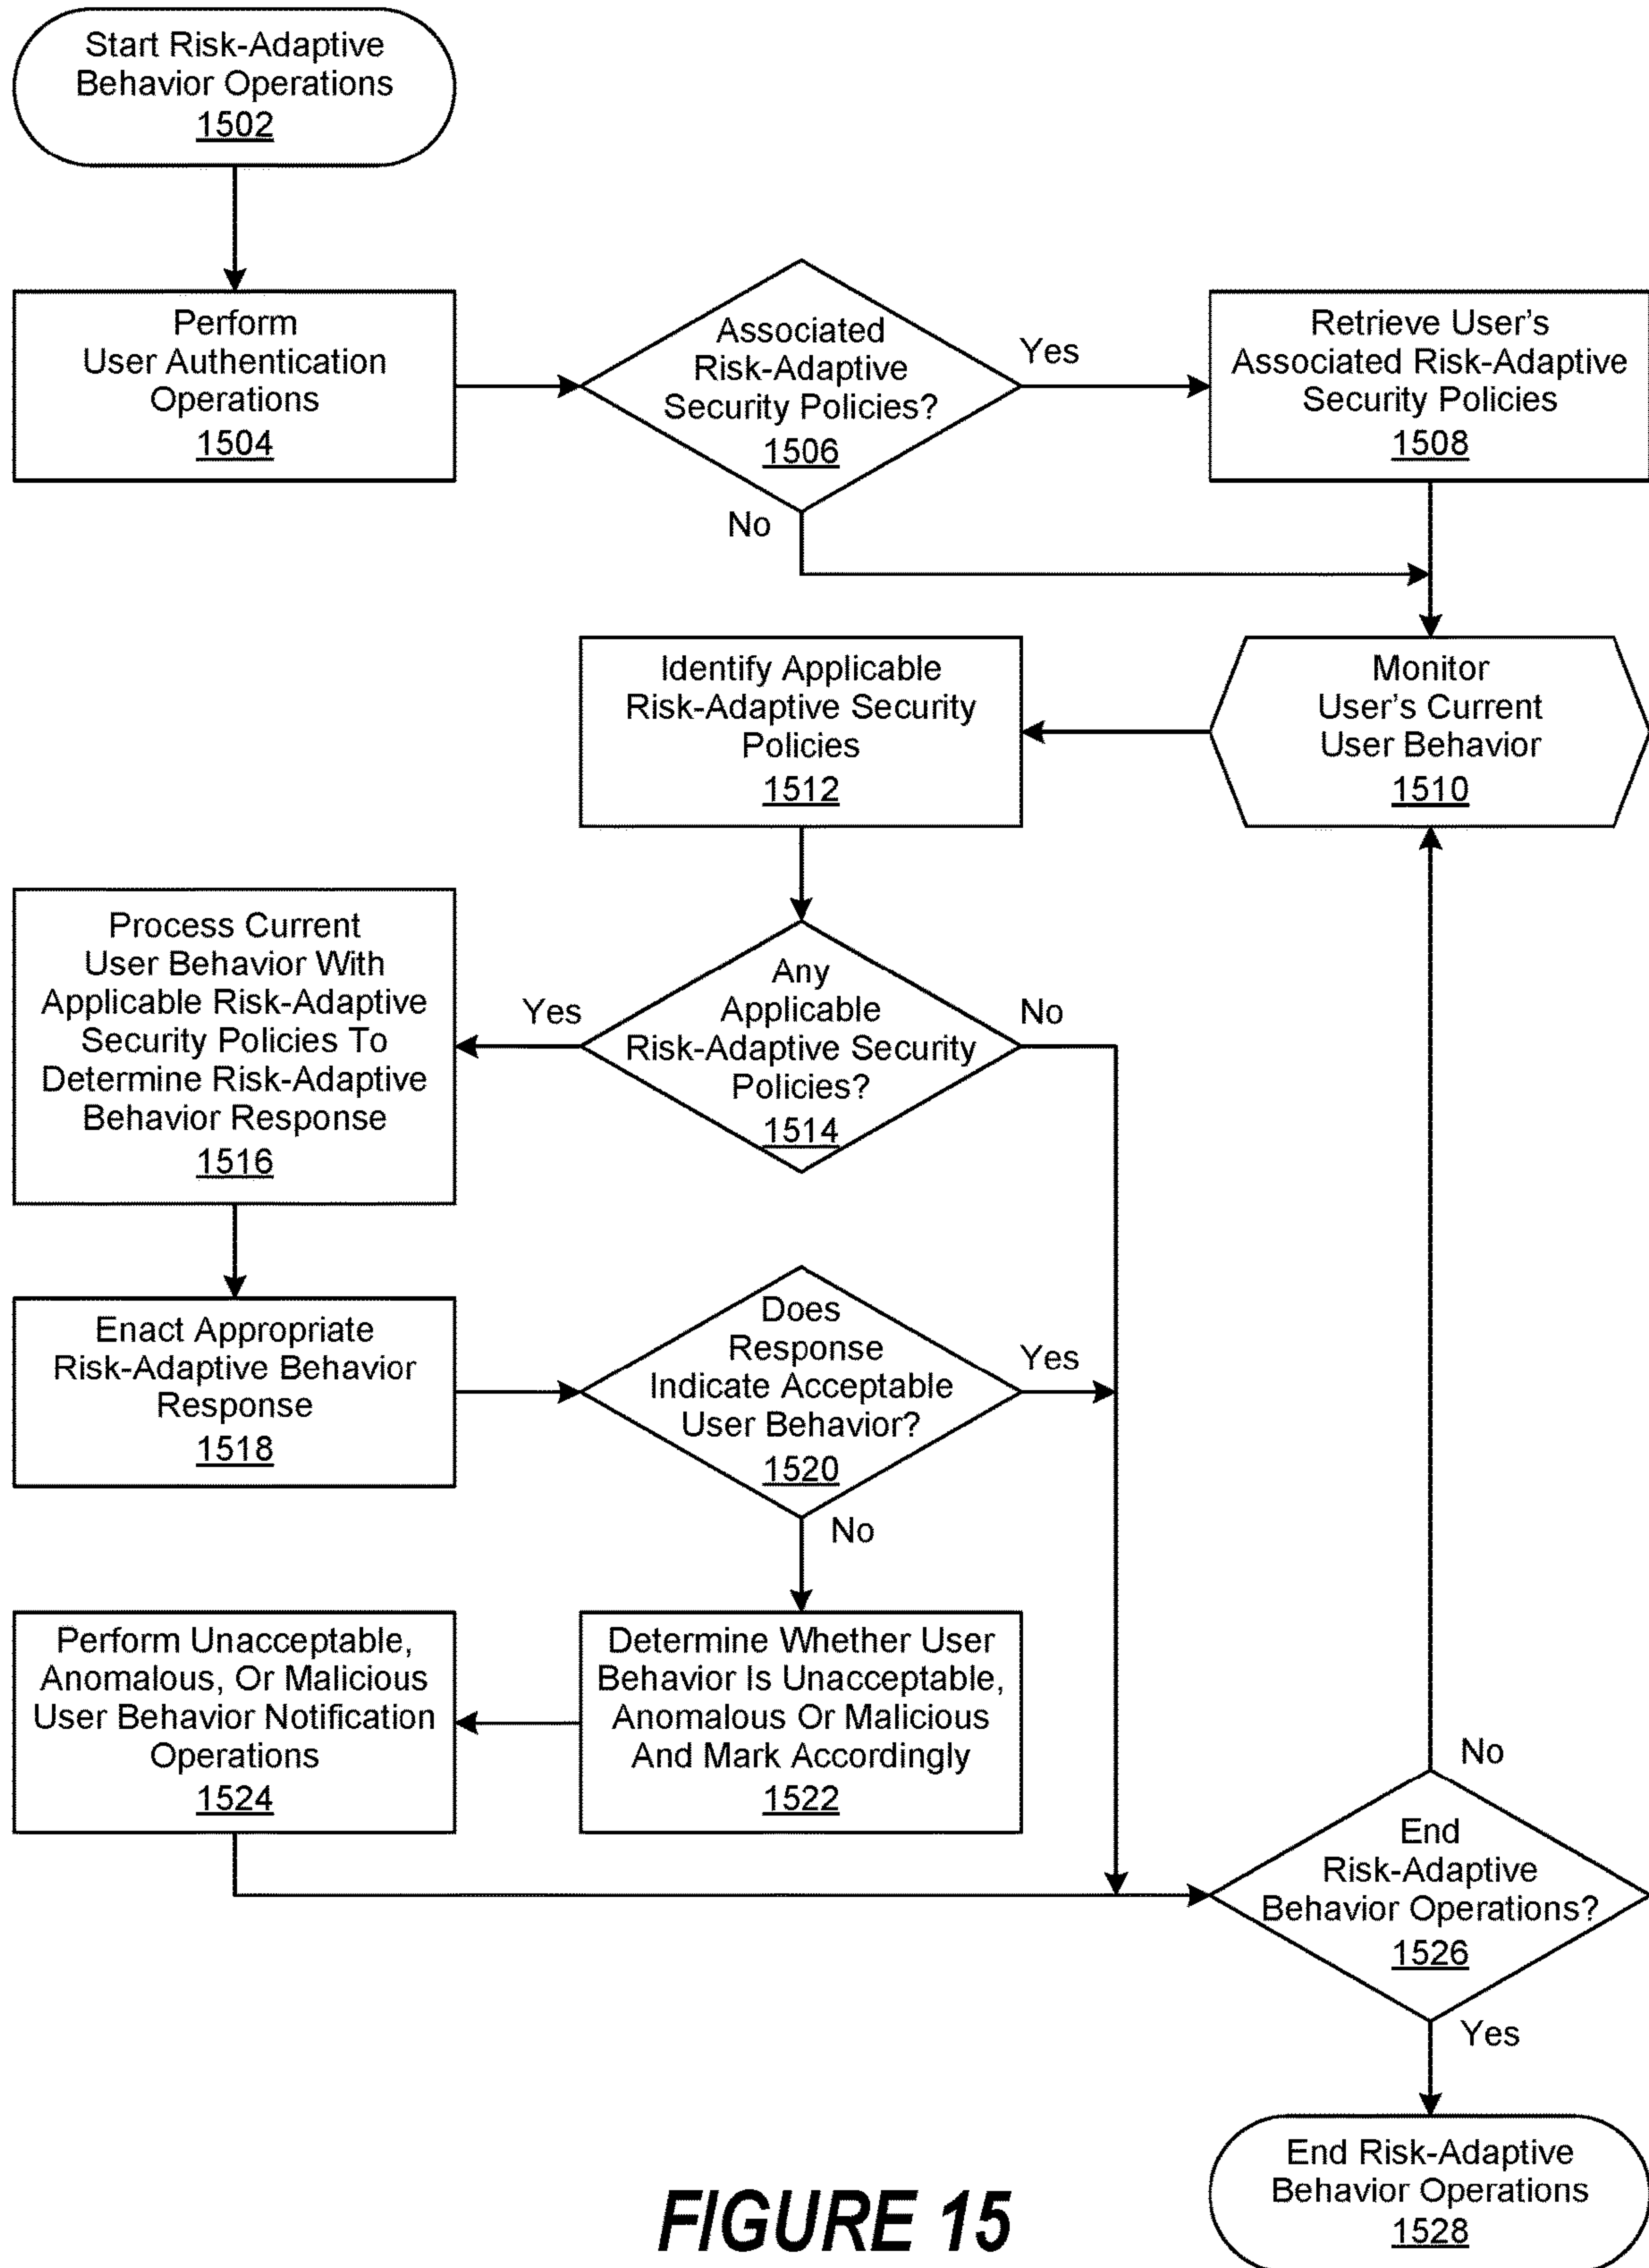 Start Risk-Adaptive
Behavior Operations
1502
Perform
User Authentication
Operations
1504
Associated
Risk-Adaptive
Security Policies?
1506
Yes
No
Retrieve User’s
Associated Risk-Adaptive
Security Policies
1508
Monitor
User’s Current
User Behavior
1510
Identify Applicable
Risk-Adaptive Security
Policies
1512
Any
Applicable
Risk-Adaptive Security
Policies?
1514
Yes
No
Process Current
User Behavior With
Applicable Risk-Adaptive
Security Policies To
Determine Risk-Adaptive
Behavior Response
1516
Enact Appropriate
Risk-Adaptive Behavior
Response
1518
Does
Response
Indicate Acceptable
User Behavior?
1520
Yes
No
Determine Whether User
Behavior Is Unacceptable,
Anomalous Or Malicious
And Mark Accordingly
1522
Perform Unacceptable,
Anomalous, Or Malicious
User Behavior Notification
Operations
1524
No
End
Risk-Adaptive
Behavior Operations?
1526
Yes
End Risk-Adaptive
Behavior Operations
1528
FIGURE 15